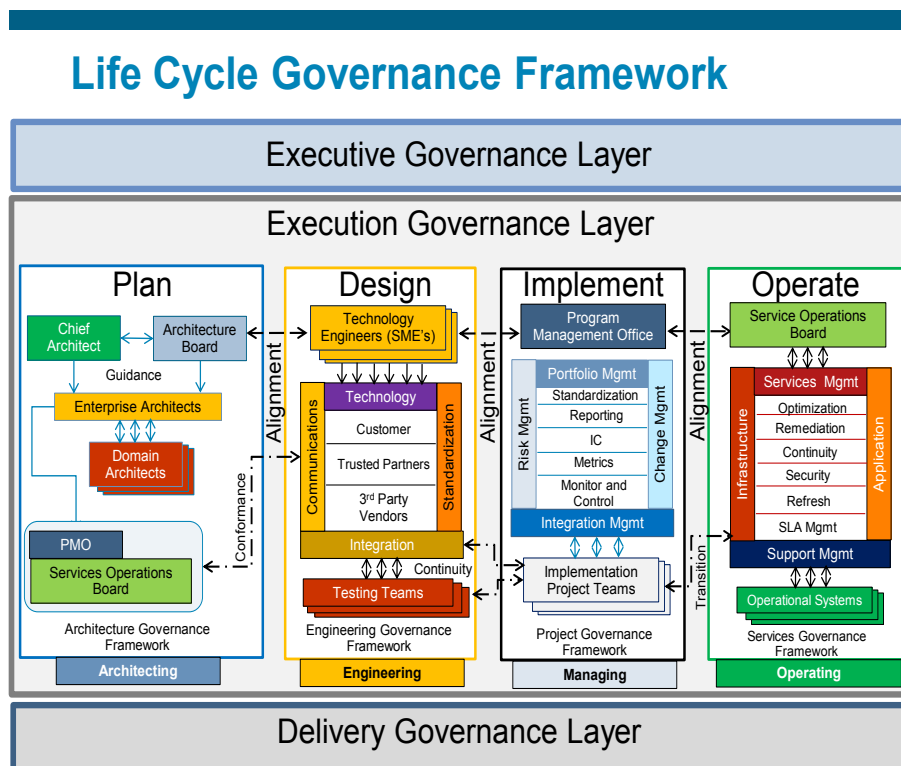 Life Cycle Governance Framework
Executive Governance Layer
Execution Governance Layer
Plan
Chief
Architect
Architecture
Board
Guidance
Enterprise Architects
Domain
Architects
PMO
Services Operations
Board
Architecture Governance
Framework
Architecting
Alignment
Conformance
Design
Technology
Engineers (SME's)
Communications
Technology
Customer
Trusted Partners
3rd Party
Vendors
Standardization
Integration
Continuity
Testing Teams
Engineering Governance
Framework
Engineering
Alignment
Implement
Program
Management Office
Risk Mgmt
Portfolio Mgmt
Standardization
Reporting
IC
Metrics
Monitor and
Control
Change Mgmt
Integration Mgmt
Implementation
Project Teams
Project Governance
Framework
Managing
Alignment
Transition
Operate
Service Operations
Board
Infrastructure
Services Mgmt
Optimization
Remediation
Continuity
Security
Refresh
SLA Mgmt
Application
Support Mgmt
Operational Systems
Services Governance
Framework
Operating
Delivery Governance Layer